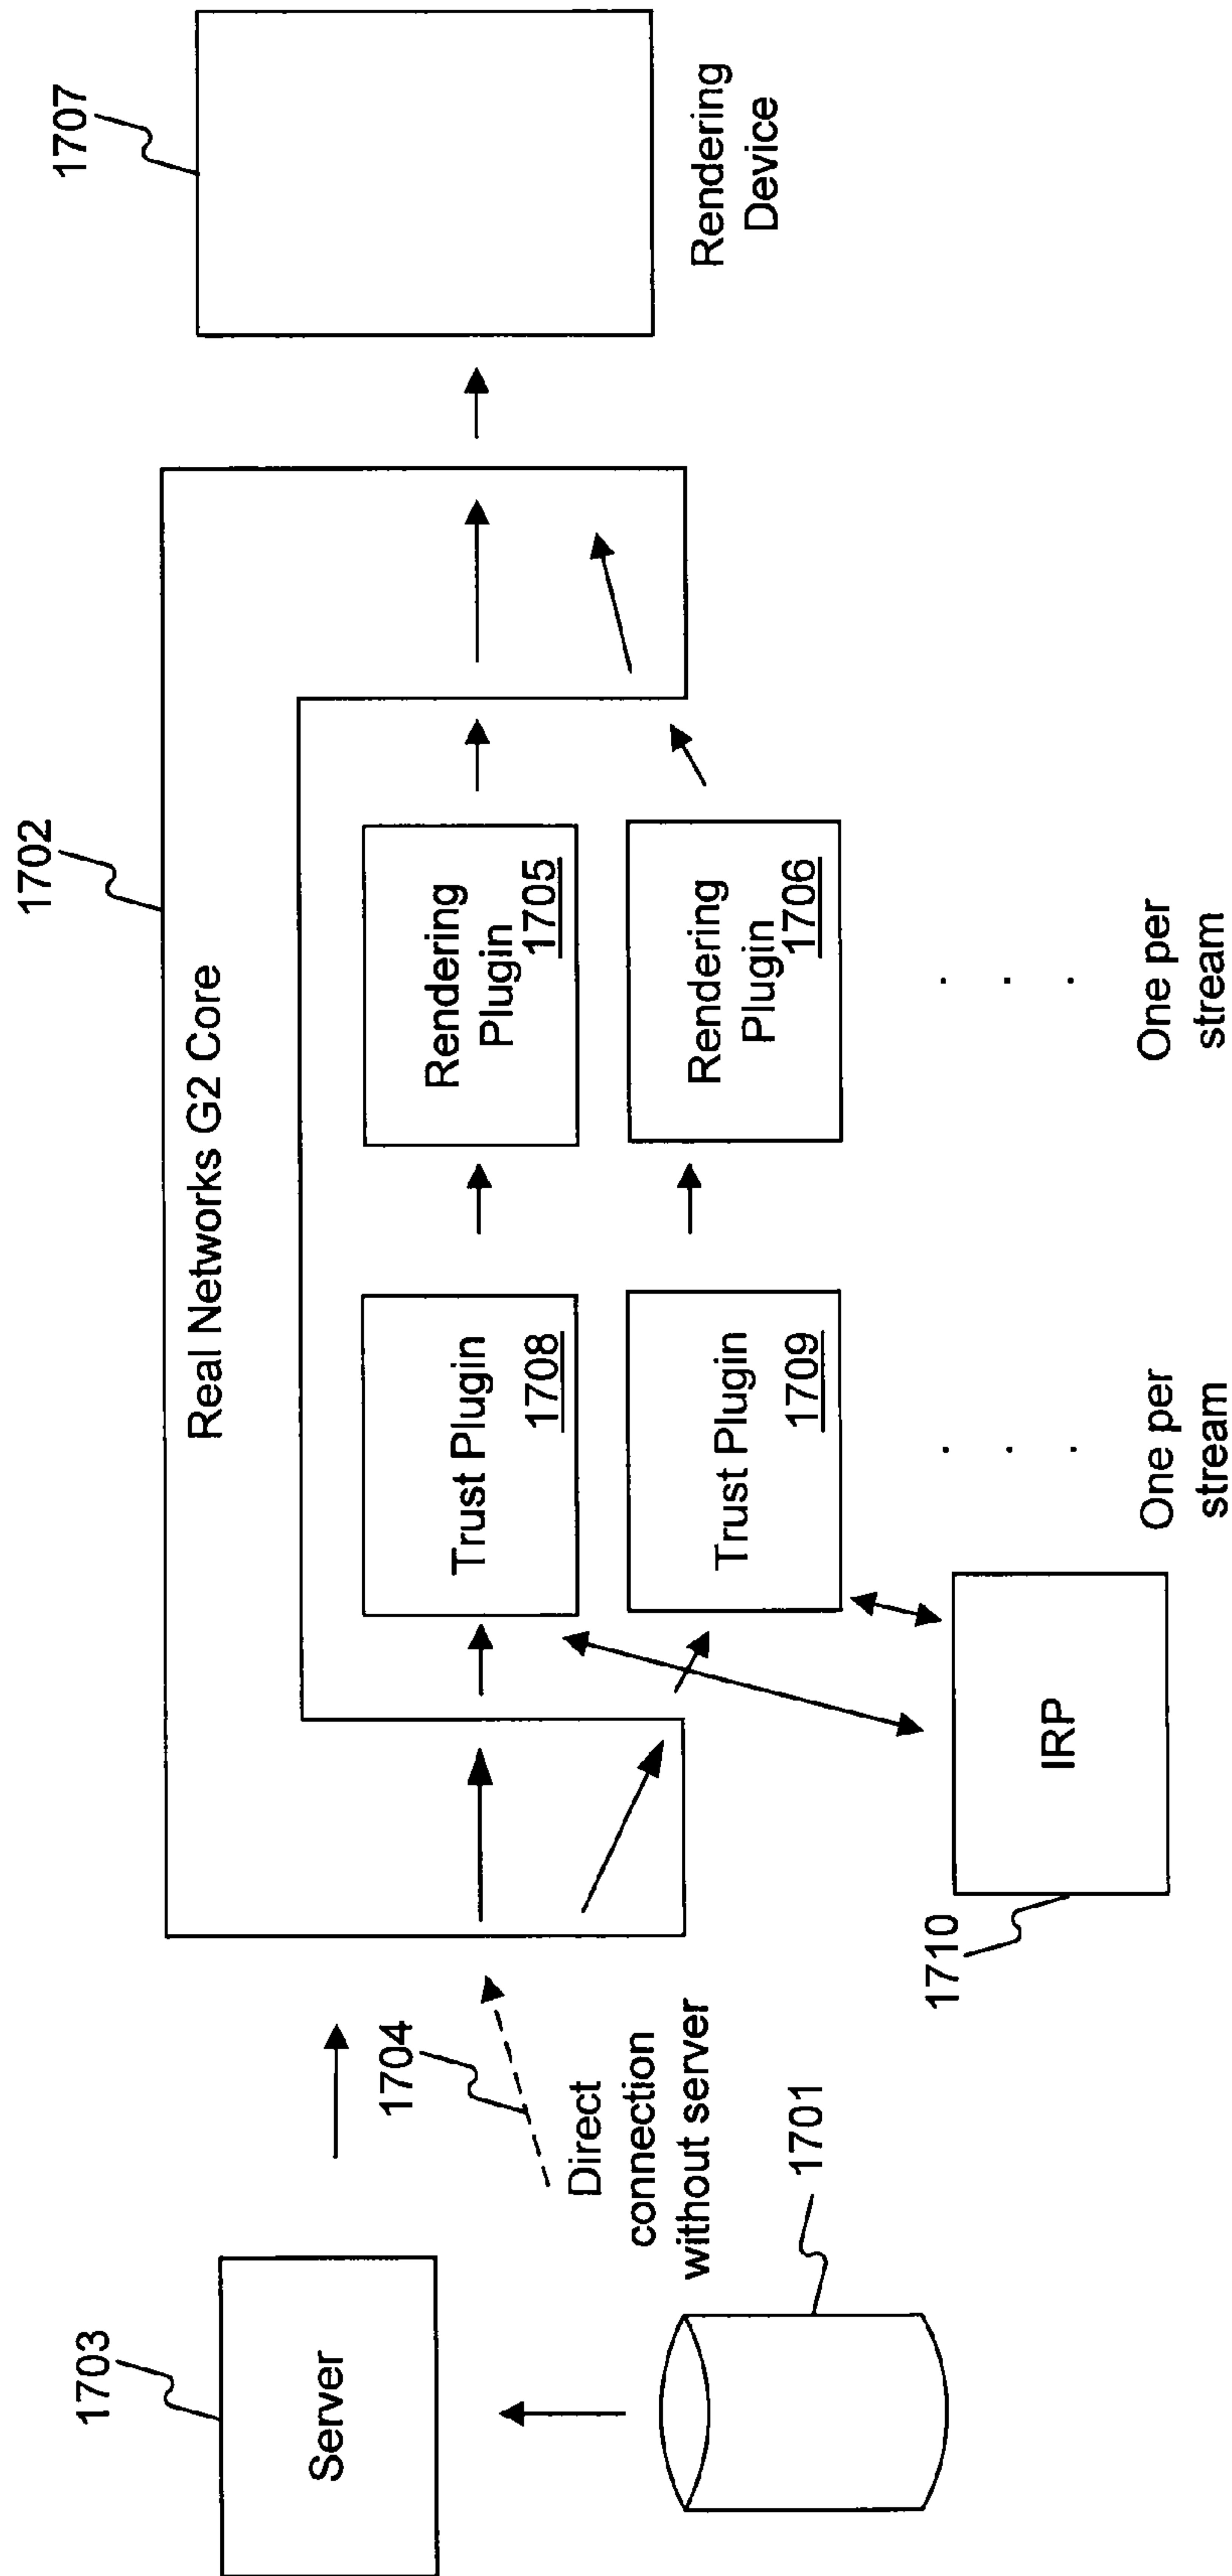 1703
Server
1701
1704
Direct
connection
without server
1702
Real Networks G2 Core
Trust Plugin
1708
Trust Plugin
1709
Rendering
Plugin
1705
Rendering
Plugin
1706
1710
IRP
. . .
One per
stream
. . .
One per
stream
1707
Rendering
Device